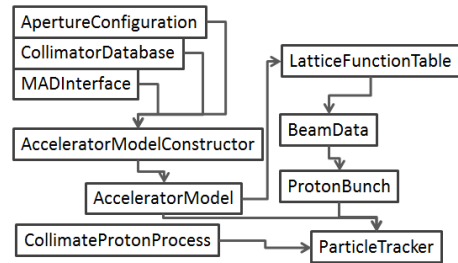 ApertureConfiguration
CollimatorDatabase
MADInterface
LatticeFunctionTable
BeamData
AcceleratorModelConstructor
ProtonBunch
AcceleratorModel
CollimateProtonProcess
ParticleTracker